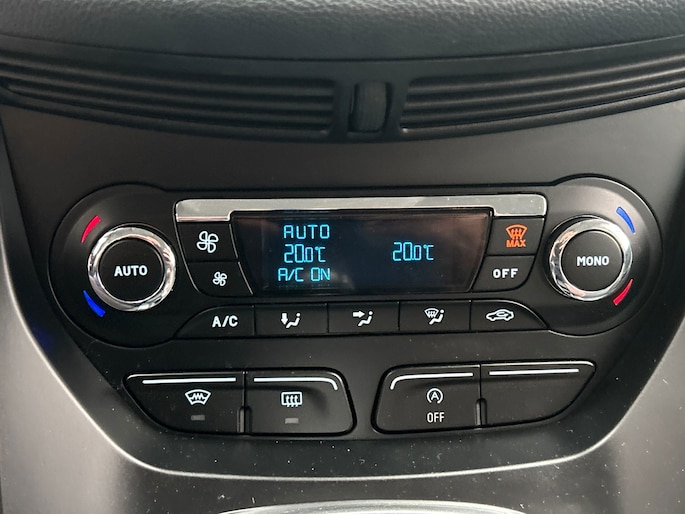 AUTO
20.0°C 20.0°C
A/C ON
AUTO
MAX
OFF
MONO
A/C
OFF